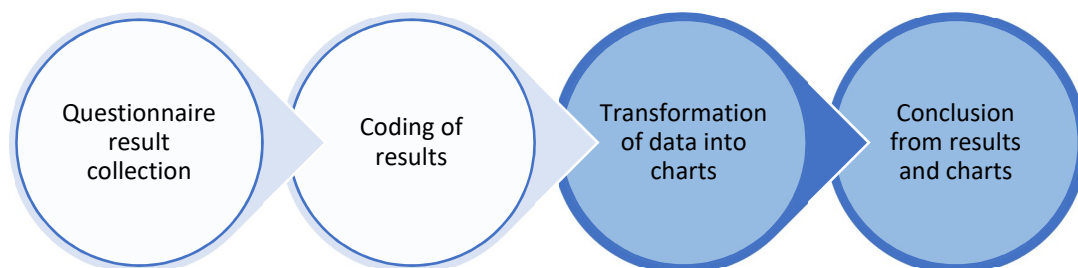 Questionnaire
result
collection
Coding of
results
Transformation
of data into
charts
Conclusion
from results
and charts